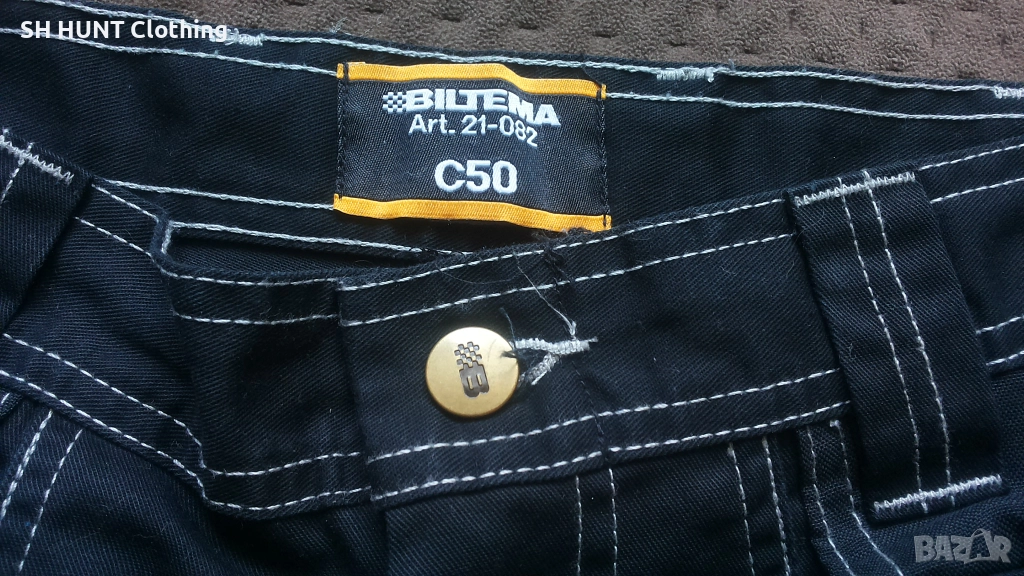 SH HUNT Clothing
BILTEMA
Art. 21-082
C50
B
BAZAR